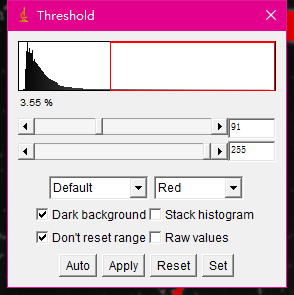 Threshold
3.55 %
91
255
Default Red
Dark background Stack histogram
Don't reset range Raw values
Auto Apply Reset Set